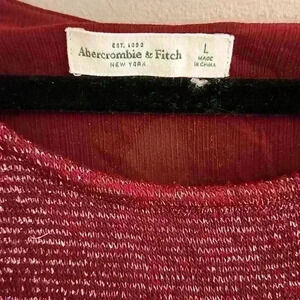 EST. 1892
Abercrombie & Fitch
NEW YORK
L
MADE
IN CHINA